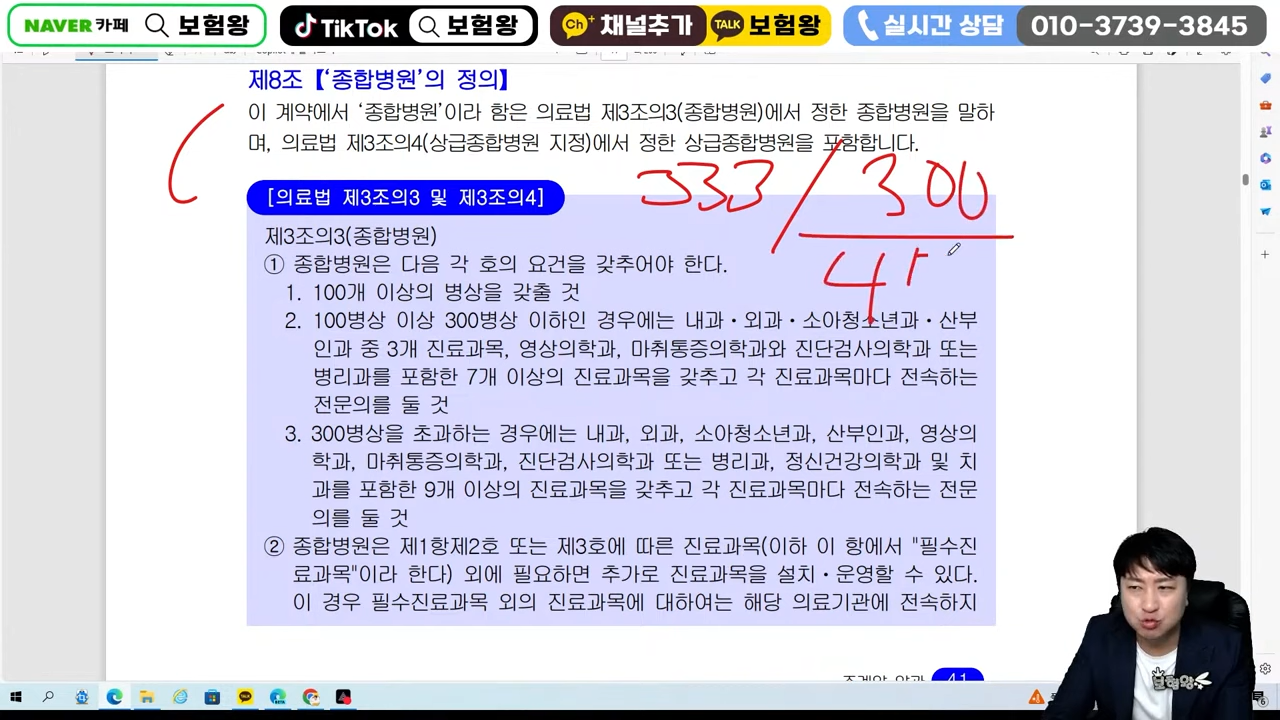 NAVER 카페 보험왕 TikTok 보험왕 Ch+ 채널추가 TALK 보험왕 실시간 상담 010-3739-3845
제8조 【‘종합병원’의 정의】
이 계약에서 ‘종합병원’이라 함은 의료법 제3조의3(종합병원)에서 정한 종합병원을 말하
며, 의료법 제3조의4(상급종합병원 지정)에서 정한 상급종합병원을 포함합니다.
333/300
4
[의료법 제3조의3 및 제3조의4]
제3조의3(종합병원)
① 종합병원은 다음 각 호의 요건을 갖추어야 한다.
1. 100개 이상의 병상을 갖출 것
2. 100병상 이상 300병상 이하인 경우에는 내과・외과・소아청소년과・산부
인과 중 3개 진료과목, 영상의학과, 마취통증의학과와 진단검사의학과 또는
병리과를 포함한 7개 이상의 진료과목을 갖추고 각 진료과목마다 전속하는
전문의를 둘 것
3. 300병상을 초과하는 경우에는 내과, 외과, 소아청소년과, 산부인과, 영상의
학과, 마취통증의학과, 진단검사의학과 또는 병리과, 정신건강의학과 및 치
과를 포함한 9개 이상의 진료과목을 갖추고 각 진료과목마다 전속하는 전문
의를 둘 것
② 종합병원은 제1항제2호 또는 제3호에 따른 진료과목(이하 이 항에서 "필수진
료과목"이라 한다) 외에 필요하면 추가로 진료과목을 설치・운영할 수 있다.
이 경우 필수진료과목 외의 진료과목에 대하여는 해당 의료기관에 전속하지
41
보험왕